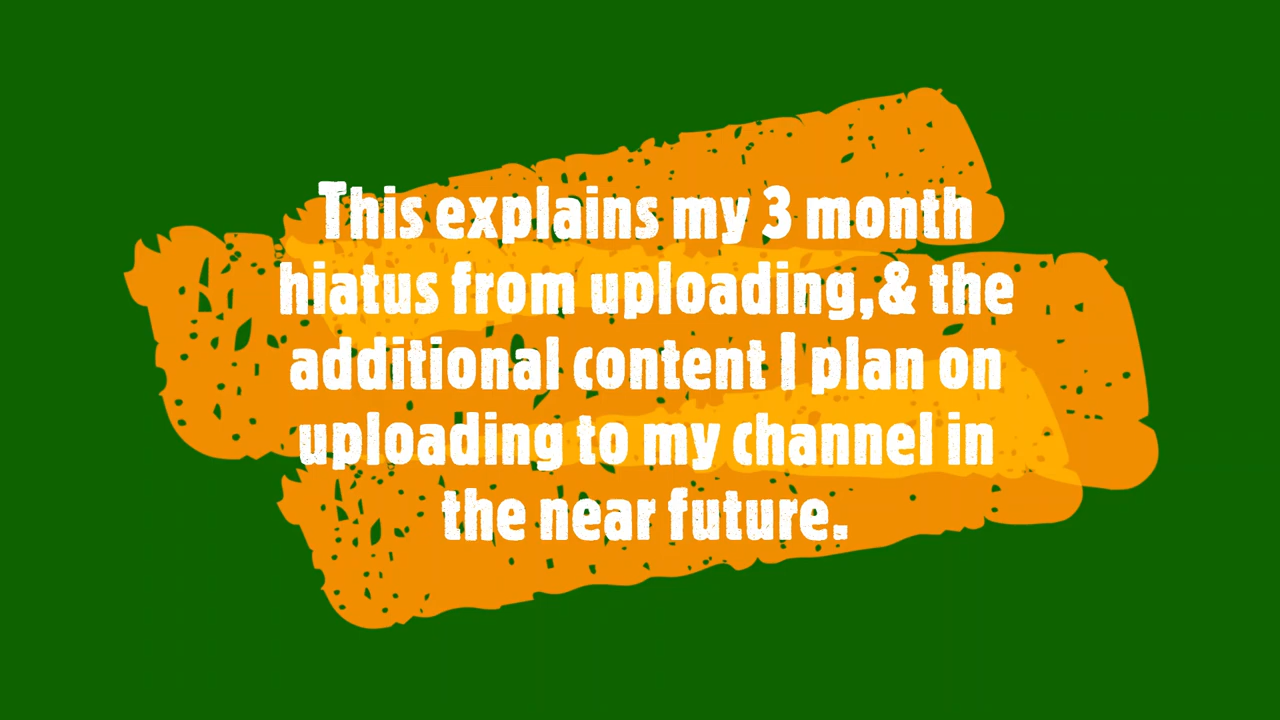 This explains my 3 month
hiatus from uploading,& the
additional content I plan on
uploading to my channel in
the near future.